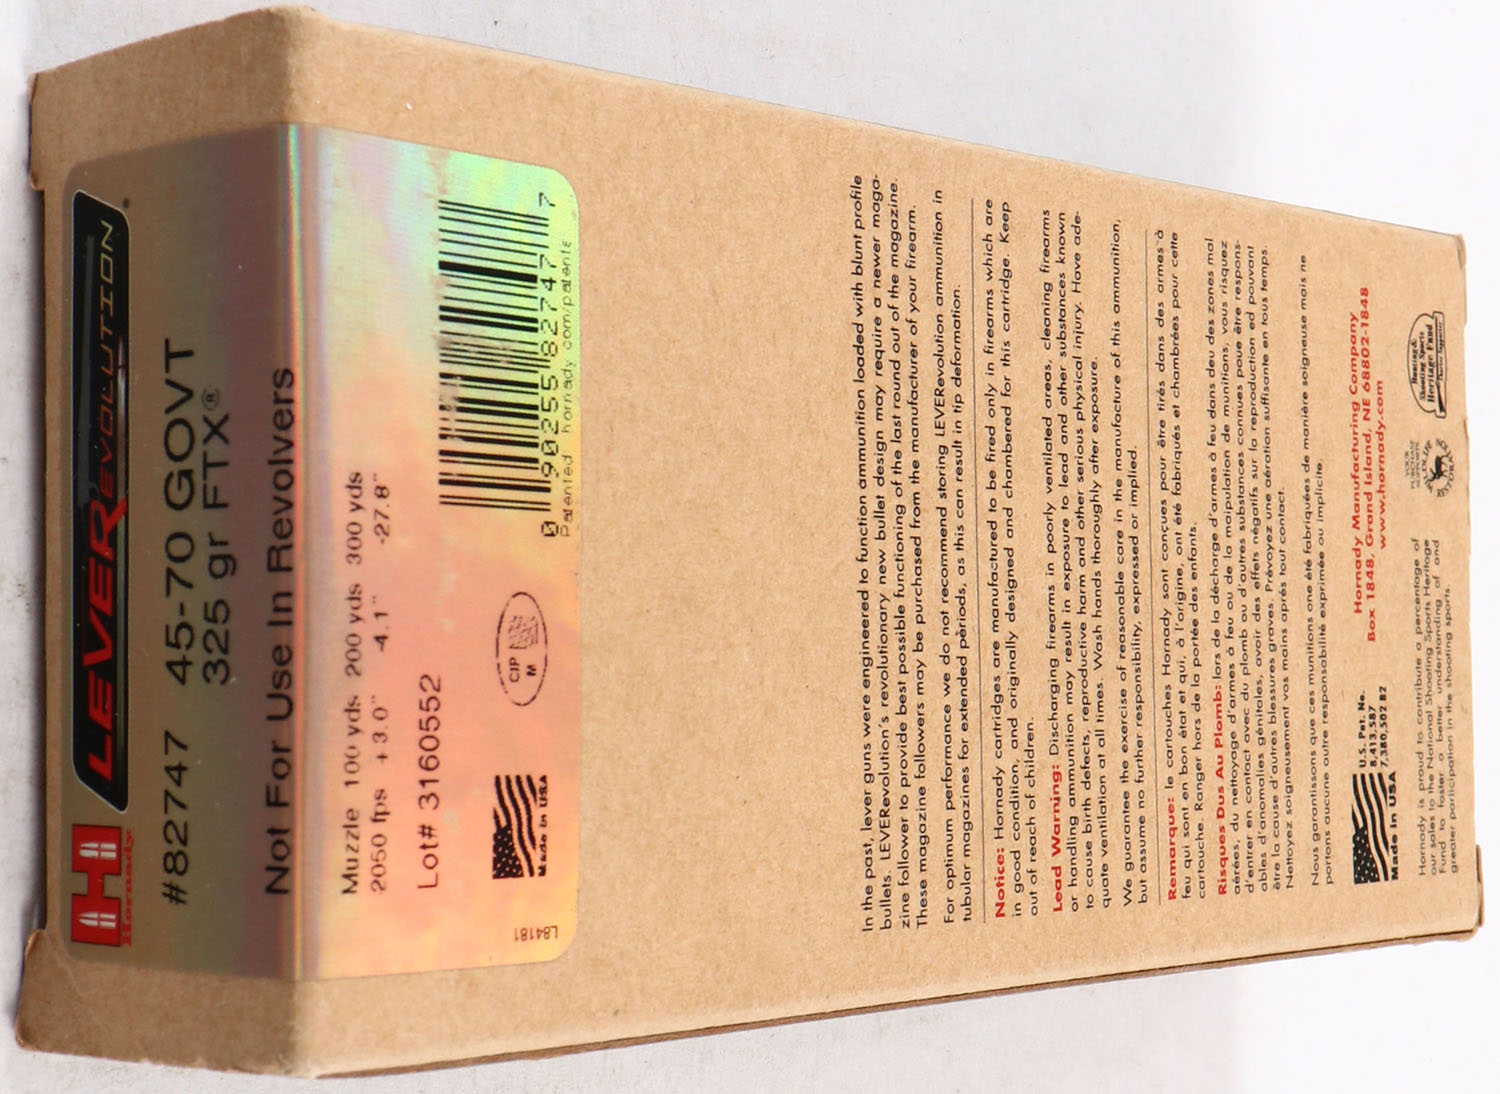 H
Hornady
LEVERevolution®
#82747 45-70 GOVT
325 gr FTX®
Not For Use In Revolvers
Muzzle 100 yds 200 yds 300 yds
2050 fps +3.0" -4.1" -27.8"
Lot# 3160552
Made in USA
CIP
M
0 90255 82747 7
Patented hornady.com/patents
L84181
In the past, lever guns were engineered to function ammunition loaded with blunt profile
bullets. LEVERevolution's revolutionary new bullet design may require a newer maga-
zine follower to provide best possible functioning of the last round out of the magazine.
These magazine followers may be purchased from the manufacturer of your firearm.
For optimum performance we do not recommend storing LEVERevolution ammunition in
tubular magazines for extended periods, as this can result in tip deformation.
Notice: Hornady cartridges are manufactured to be fired only in firearms which are
in good condition, and originally designed and chambered for this cartridge. Keep
out of reach of children.
Lead Warning: Discharging firearms in poorly ventilated areas, cleaning firearms
or handling ammunition may result in exposure to lead and other substances known
to cause birth defects, reproductive harm and other serious physical injury. Have ade-
quate ventilation at all times. Wash hands thoroughly after exposure.
We guarantee the exercise of reasonable care in the manufacture of this ammunition,
but assume no further responsibility, expressed or implied.
Remarque: le cartouches Hornady sont conçues pour être tirés dans des armes à
feu qui sont en bon état et qui, à l'origine, ont été fabriqués et chambrées pour cette
cartouche. Ranger hors de la portée des enfants.
Risques Dus Au Plomb: lors de la décharge d'armes à feu dans deu des zones mal
aérées, du nettoyage d'armes à feu ou de la maipulation de munitions, vous risquez
d'entrer en contact avec du plomb ou d'autres substances connues poue être respons-
ables d'anomalies génitales, avoir des effets négatifs sur la reproduction ed pouvant
être la cause d'autres blessures graves. Prévoyez une aération suffisante en tous temps.
Nettoyez soigneusement vos mains après tout contact.
Nous garantissons que ces munitions one été fabriquées de manière soigneuse mais ne
portons aucune autre responsabilité exprimée ou implicite.
Made in USA
U.S. Pat. No.
8,413,587
7,380,502 B2
Hornady Manufacturing Company
Box 1848, Grand Island, NE 68802-1848
www.hornady.com
Hornady is proud to contribute a percentage of
our sales to the National Shooting Sports Heritage
Fund to foster a better understanding of and
greater participation in the shooting sports.
YOUR
PURCHASE
SUPPORTS
WILDLIFE
RESTORATION
Hunting &
Shooting Sports
Heritage Fund